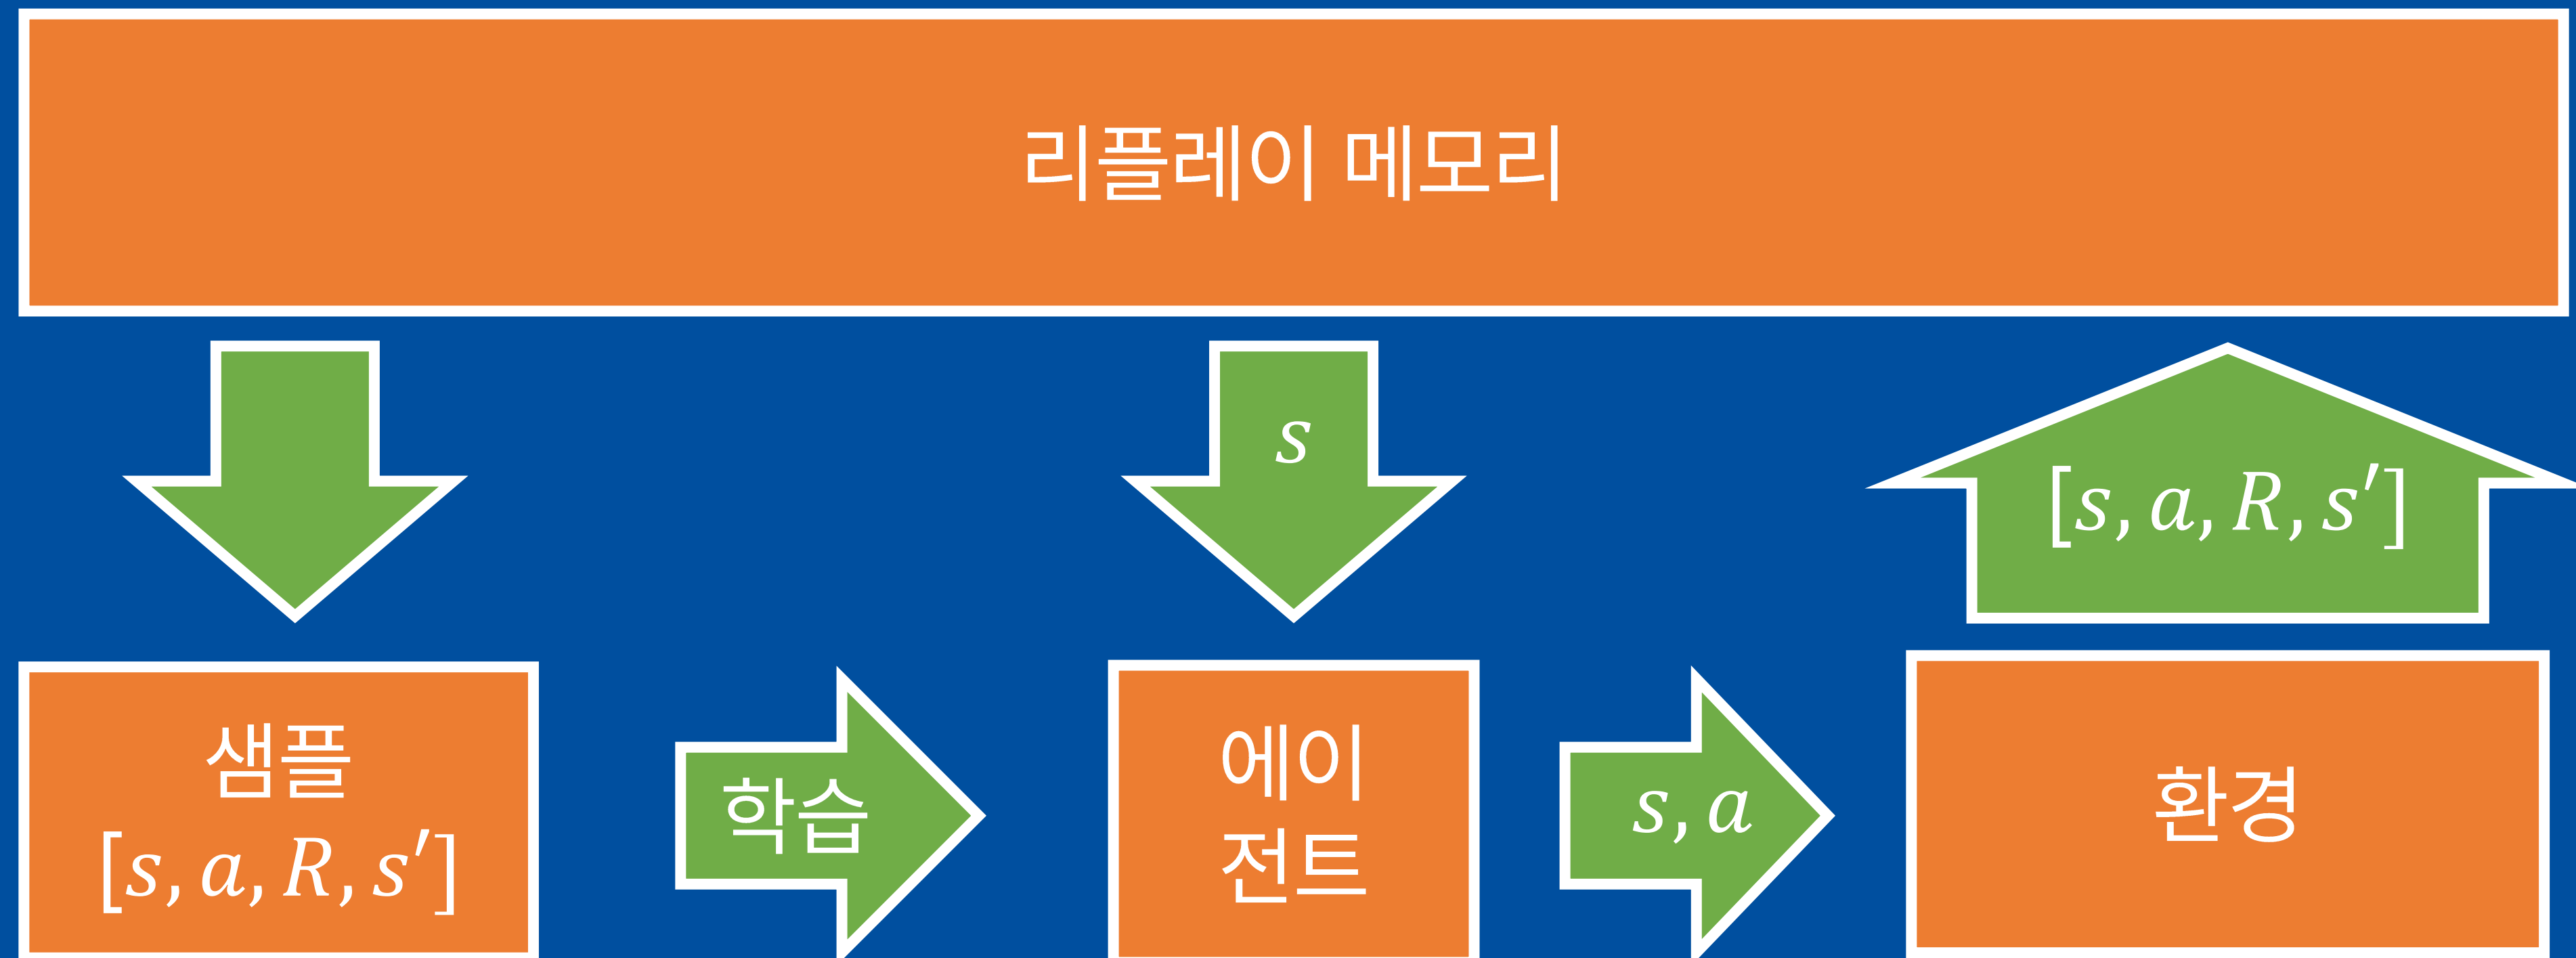 리플레이 메모리
s
[s, a, R, s′]
샘플
[s, a, R, s′]
학습
에이
전트
s, a
환경